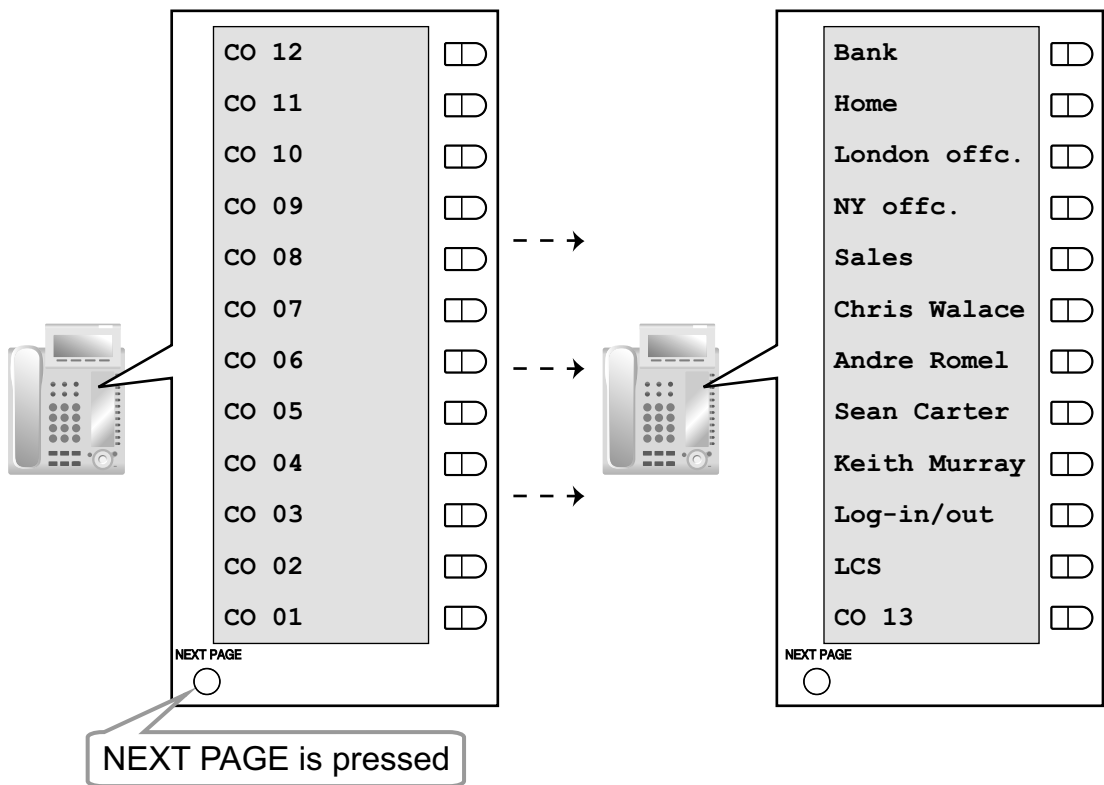 CO 12
CO 11
CO 10
CO 09
CO 08
CO 07
CO 06
CO 05
CO 04
CO 03
CO 02
CO 01
NEXT PAGE
NEXT PAGE is pressed
Bank
Home
London offc.
NY offc.
Sales
Chris Walace
Andre Romel
Sean Carter
Keith Murray
Log-in/out
LCS
CO 13
NEXT PAGE